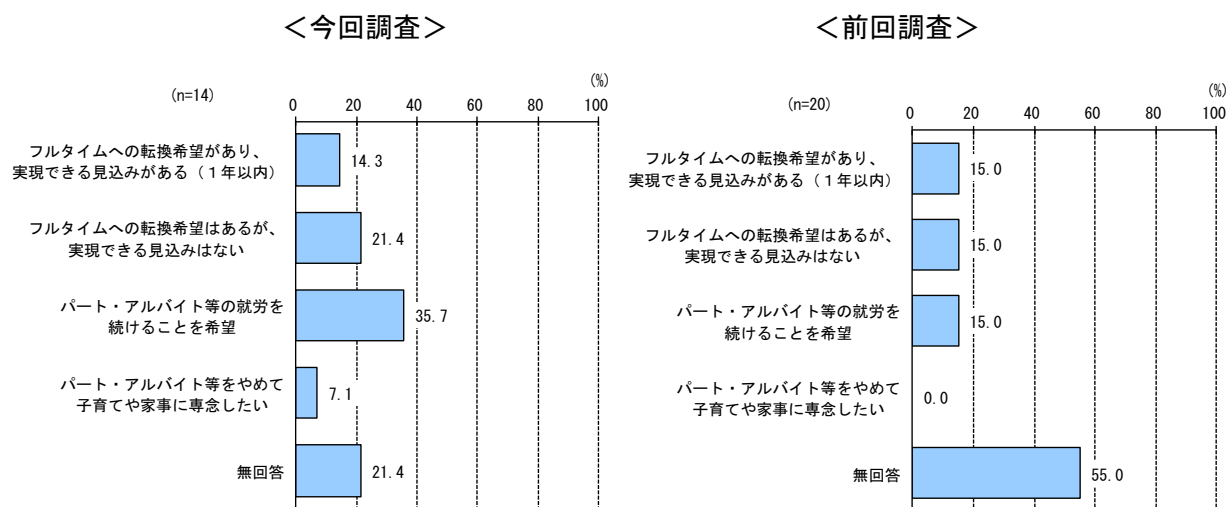 ＜今回調査＞
(n=14)
(%)
0 20 40 60 80 100
フルタイムへの転換希望があり、
実現できる見込みがある（１年以内）
14.3
フルタイムへの転換希望はあるが、
実現できる見込みはない
21.4
パート・アルバイト等の就労を
続けることを希望
35.7
パート・アルバイト等をやめて
子育てや家事に専念したい
7.1
無回答
21.4
＜前回調査＞
(n=20)
(%)
0 20 40 60 80 100
フルタイムへの転換希望があり、
実現できる見込みがある（１年以内）
15.0
フルタイムへの転換希望はあるが、
実現できる見込みはない
15.0
パート・アルバイト等の就労を
続けることを希望
15.0
パート・アルバイト等をやめて
子育てや家事に専念したい
0.0
無回答
55.0